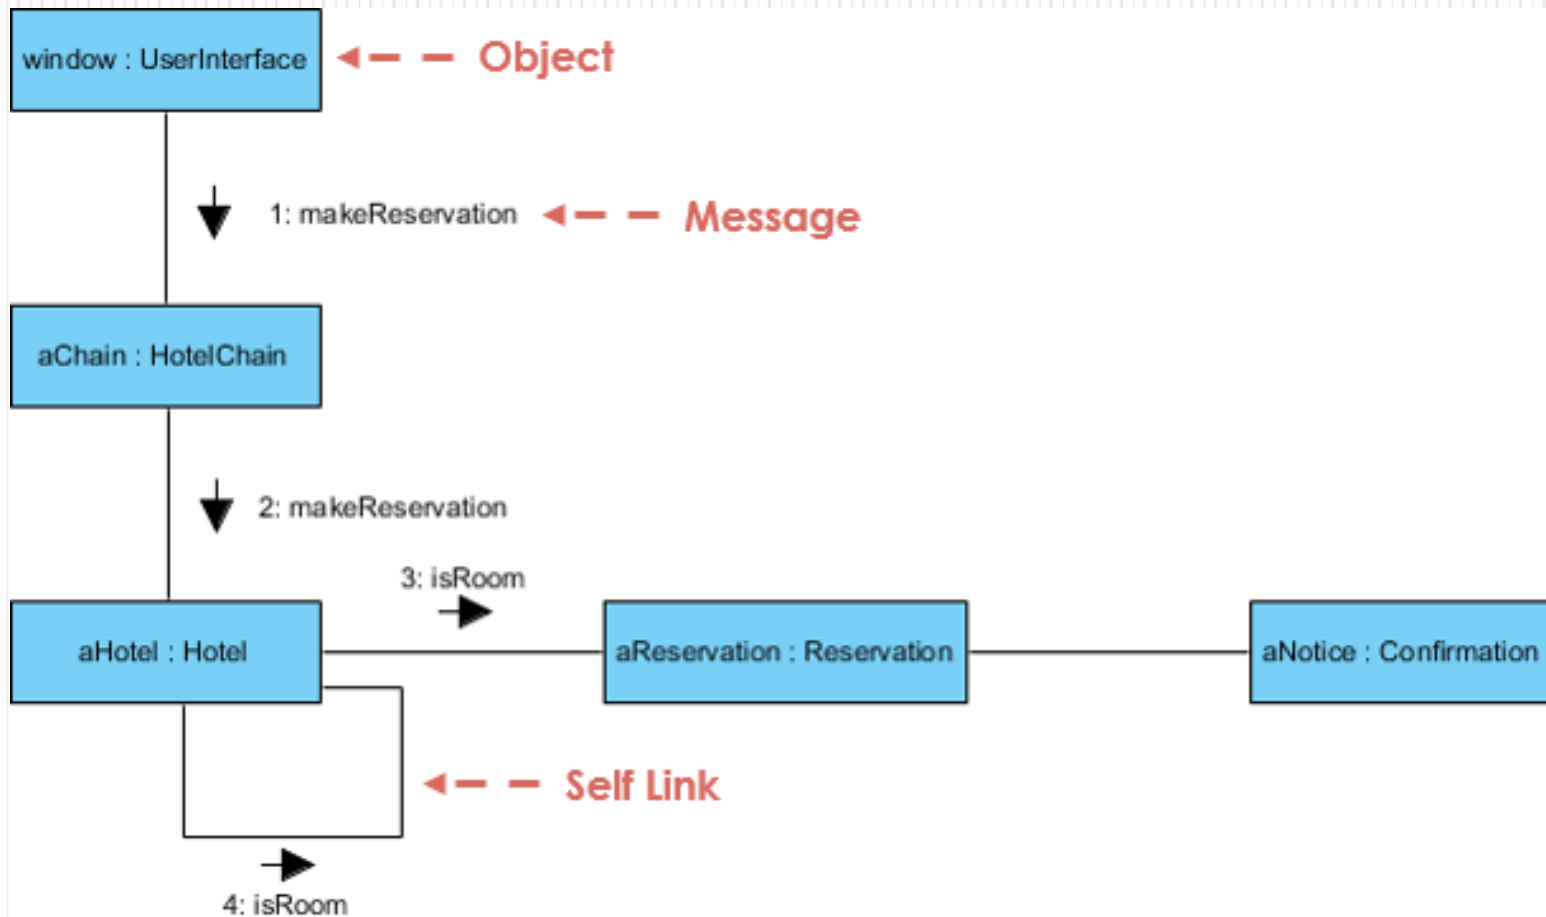 window : UserInterface
Object
1: makeReservation
Message
aChain : HotelChain
2: makeReservation
3: isRoom
aHotel : Hotel
aReservation : Reservation
aNotice : Confirmation
Self Link
4: isRoom